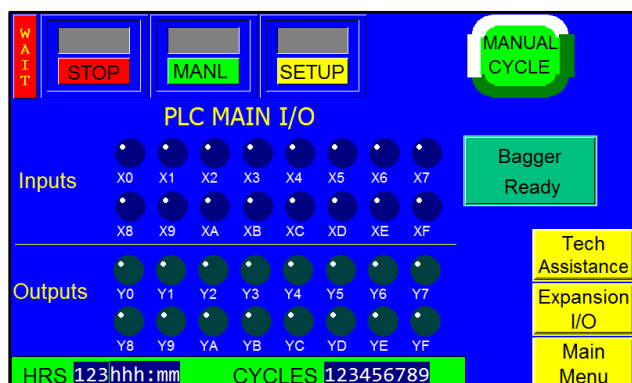 WAIT
STOP
MANL
SETUP
MANUAL
CYCLE
PLC MAIN I/O
Inputs
X0 X1 X2 X3 X4 X5 X6 X7
X8 X9 XA XB XC XD XE XF
Bagger
Ready
Outputs
Y0 Y1 Y2 Y3 Y4 Y5 Y6 Y7
Y8 Y9 YA YB YC YD YE YF
Tech
Assistance
Expansion
I/O
Main
Menu
HRS 123hhh:mm CYCLES 123456789